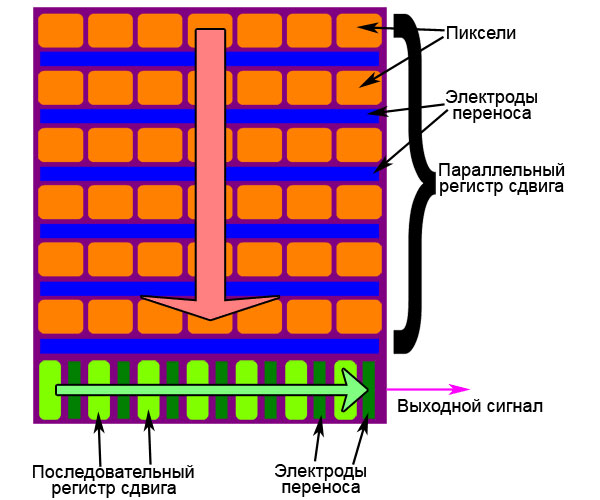 Пиксели
Электроды
переноса
Параллельный
регистр сдвига
Выходной сигнал
Последовательный
регистр сдвига
Электроды
переноса